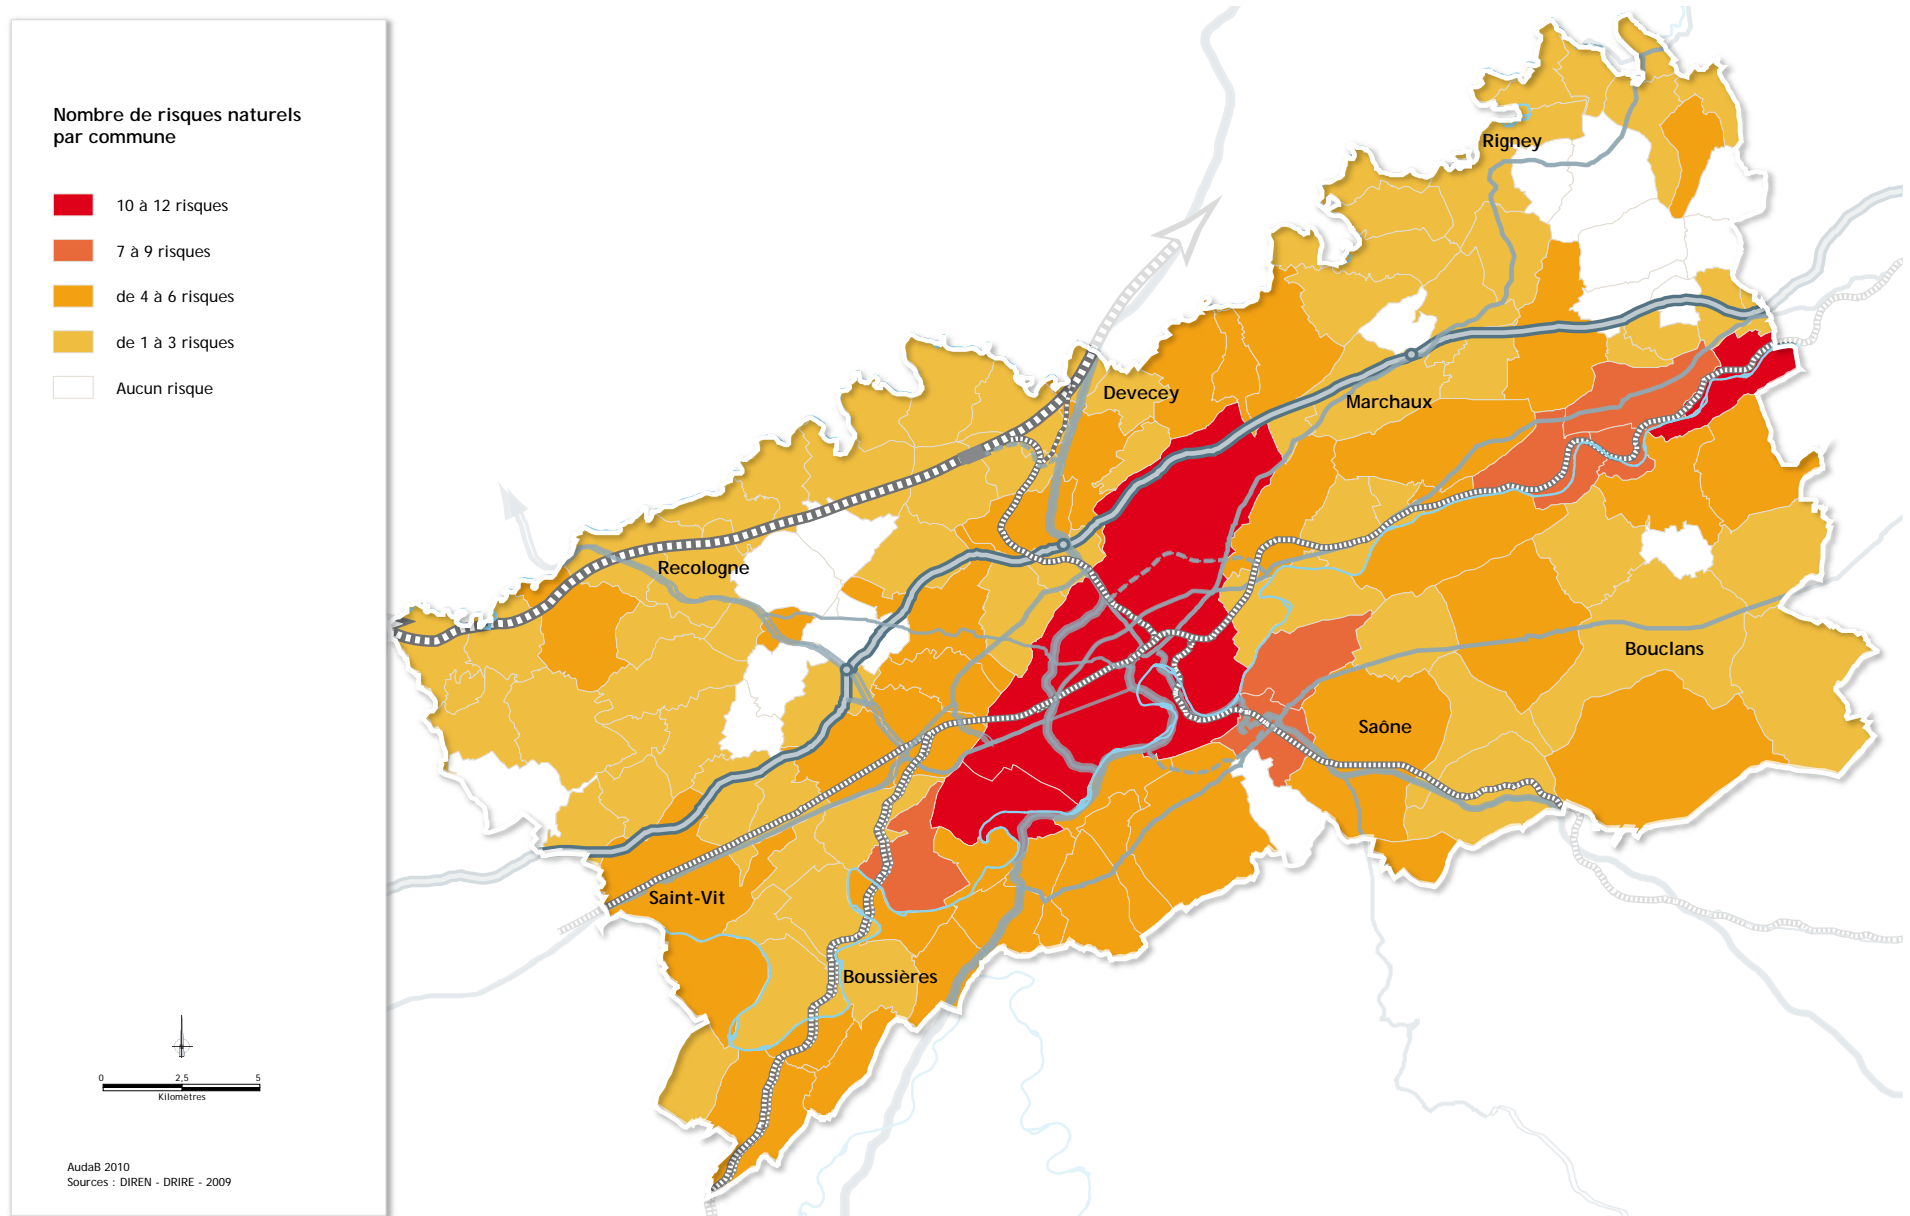 Nombre de risques naturels
par commune
10 à 12 risques
7 à 9 risques
de 4 à 6 risques
de 1 à 3 risques
Aucun risque
0 2,5 5
Kilomètres
AudaB 2010
Sources : DIREN - DRIRE - 2009
Rigney
Devecey
Marchaux
Recologne
Bouclans
Saône
Saint-Vit
Boussières